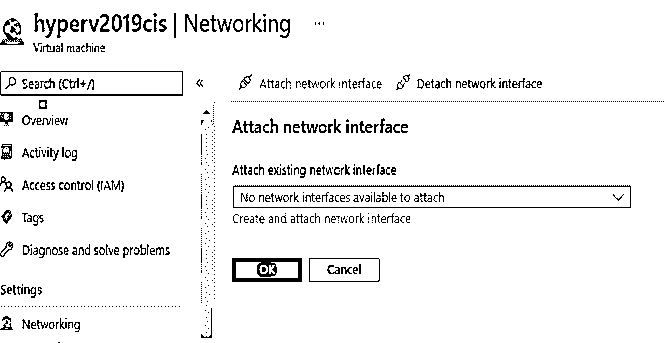 hyperv2019cis | Networking ...
Virtual machine
Search (Ctrl+/)
«
Attach network interface
Detach network interface
Overview
Activity log
Access control (IAM)
Tags
Diagnose and solve problems
Settings
Networking
Attach network interface
Attach existing network interface
No network interfaces available to attach
Create and attach network interface
OK
Cancel